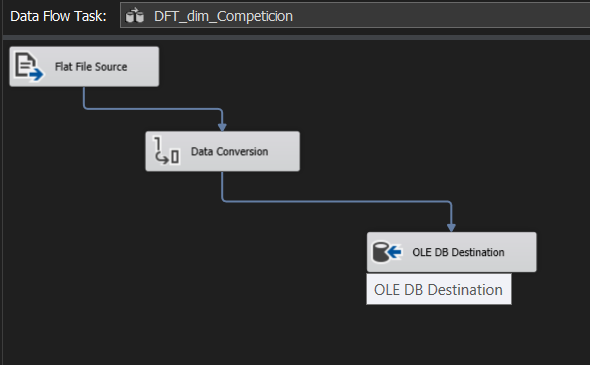 Data Flow Task: DFT_dim_Competicion
Flat File Source
Data Conversion
OLE DB Destination
OLE DB Destination